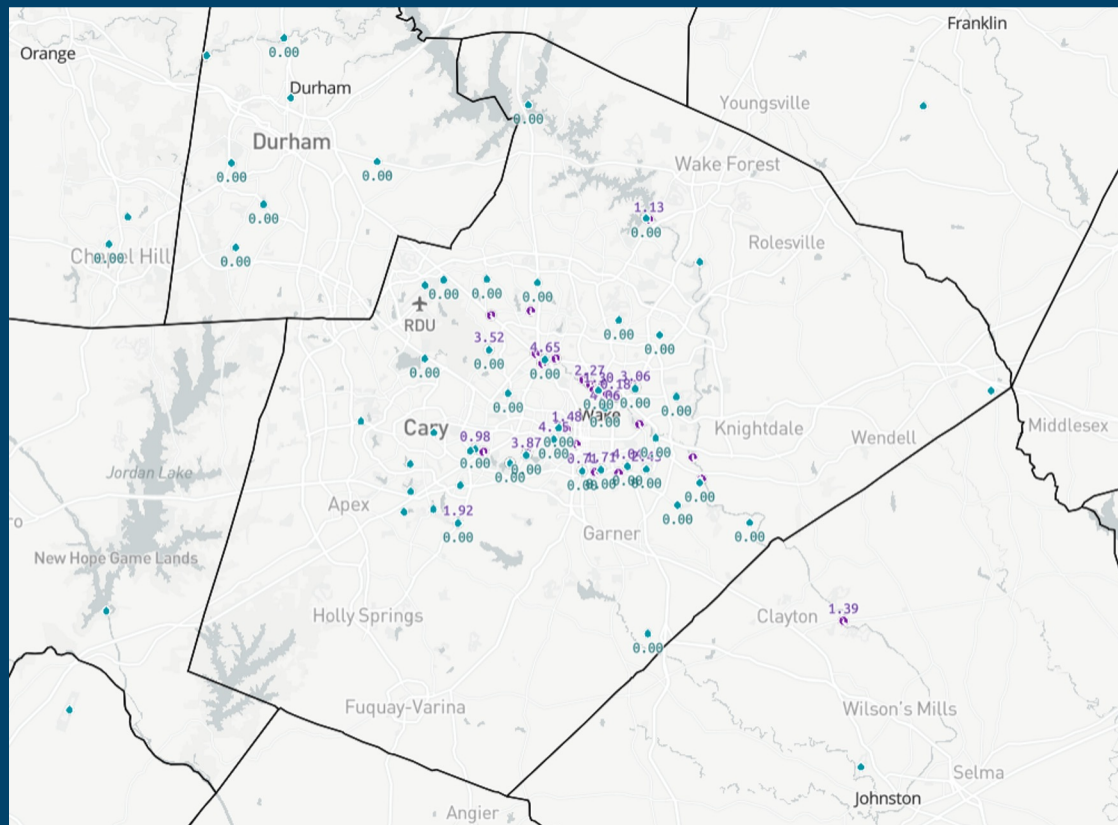 Franklin
Orange
0.00
Durham
Youngsville
0.00
Durham
Wake Forest
0.00
0.00
1.13
0.00
0.00
Rolesville
Chapel Hill
0.00
0.00
0.00
0.00
0.00
RDU
0.00
3.52
0.00
4.65
0.00
0.00
0.00
2.27
3.06
0.00
0.00
0.00
0.00
0.00
1.48
Wake
Cary
Knightdale
Middlesex
Wendell
0.98
3.87
0.00
0.00
0.00
0.00
0.00
Jordan Lake
0.00
0.00
0.00
Apex
1.92
0.00
0.00
Garner
0.00
New Hope Game Lands
1.39
Holly Springs
Clayton
0.00
Fuquay-Varina
Wilson's Mills
Selma
Johnston
Angier